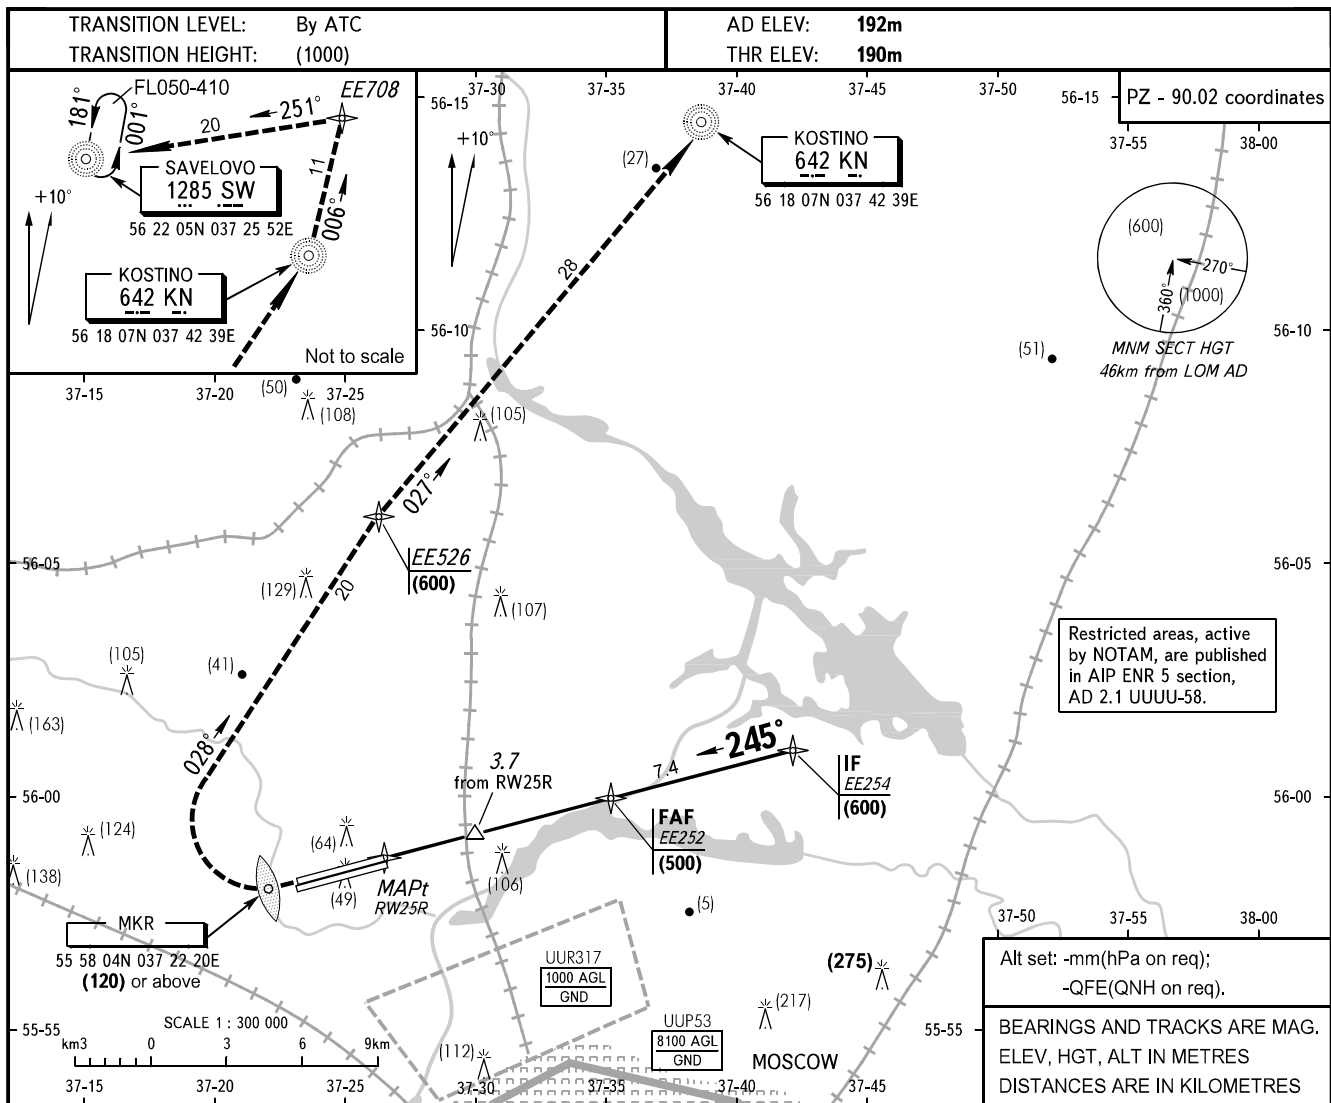 TRANSITION LEVEL: By ATC
TRANSITION HEIGHT: (1000)
AD ELEV: 192m
THR ELEV: 190m
FL050-410
EE708
181°
001°
251°
20
SAVELOVO
1285 SW
56 22 05N 037 25 52E
11
006°
+10°
KOSTINO
642 KN
56 18 07N 037 42 39E
Not to scale
37-15
37-20
37-25
37-30
37-35
37-40
37-45
37-50
56-15
56-15
PZ - 90.02 coordinates
37-55
38-00
+10°
(27)
KOSTINO
642 KN
56 18 07N 037 42 39E
28
(600)
270°
360°
(1000)
MNM SECT HGT
46km from LOM AD
56-10
56-10
(51)
(50)
(108)
(105)
027°
EE526
(600)
56-05
56-05
(129)
20
(107)
(105)
(41)
(163)
028°
Restricted areas, active
by NOTAM, are published
in AIP ENR 5 section,
AD 2.1 UUUU-58.
245°
7.4
3.7
from RW25R
IF
EE254
(600)
FAF
EE252
(500)
56-00
56-00
(124)
(64)
(138)
(49)
MAPt
RW25R
(106)
(5)
MKR
55 58 04N 037 22 20E
(120) or above
37-50
37-55
38-00
UUR317
1000 AGL
GND
(275)
(217)
UUP53
8100 AGL
GND
MOSCOW
(112)
55-55
55-55
SCALE 1 : 300 000
km3 0 3 6 9km
37-15
37-20
37-25
37-30
37-35
37-40
37-45
Alt set: -mm(hPa on req);
-QFE(QNH on req).
BEARINGS AND TRACKS ARE MAG.
ELEV, HGT, ALT IN METRES
DISTANCES ARE IN KILOMETRES